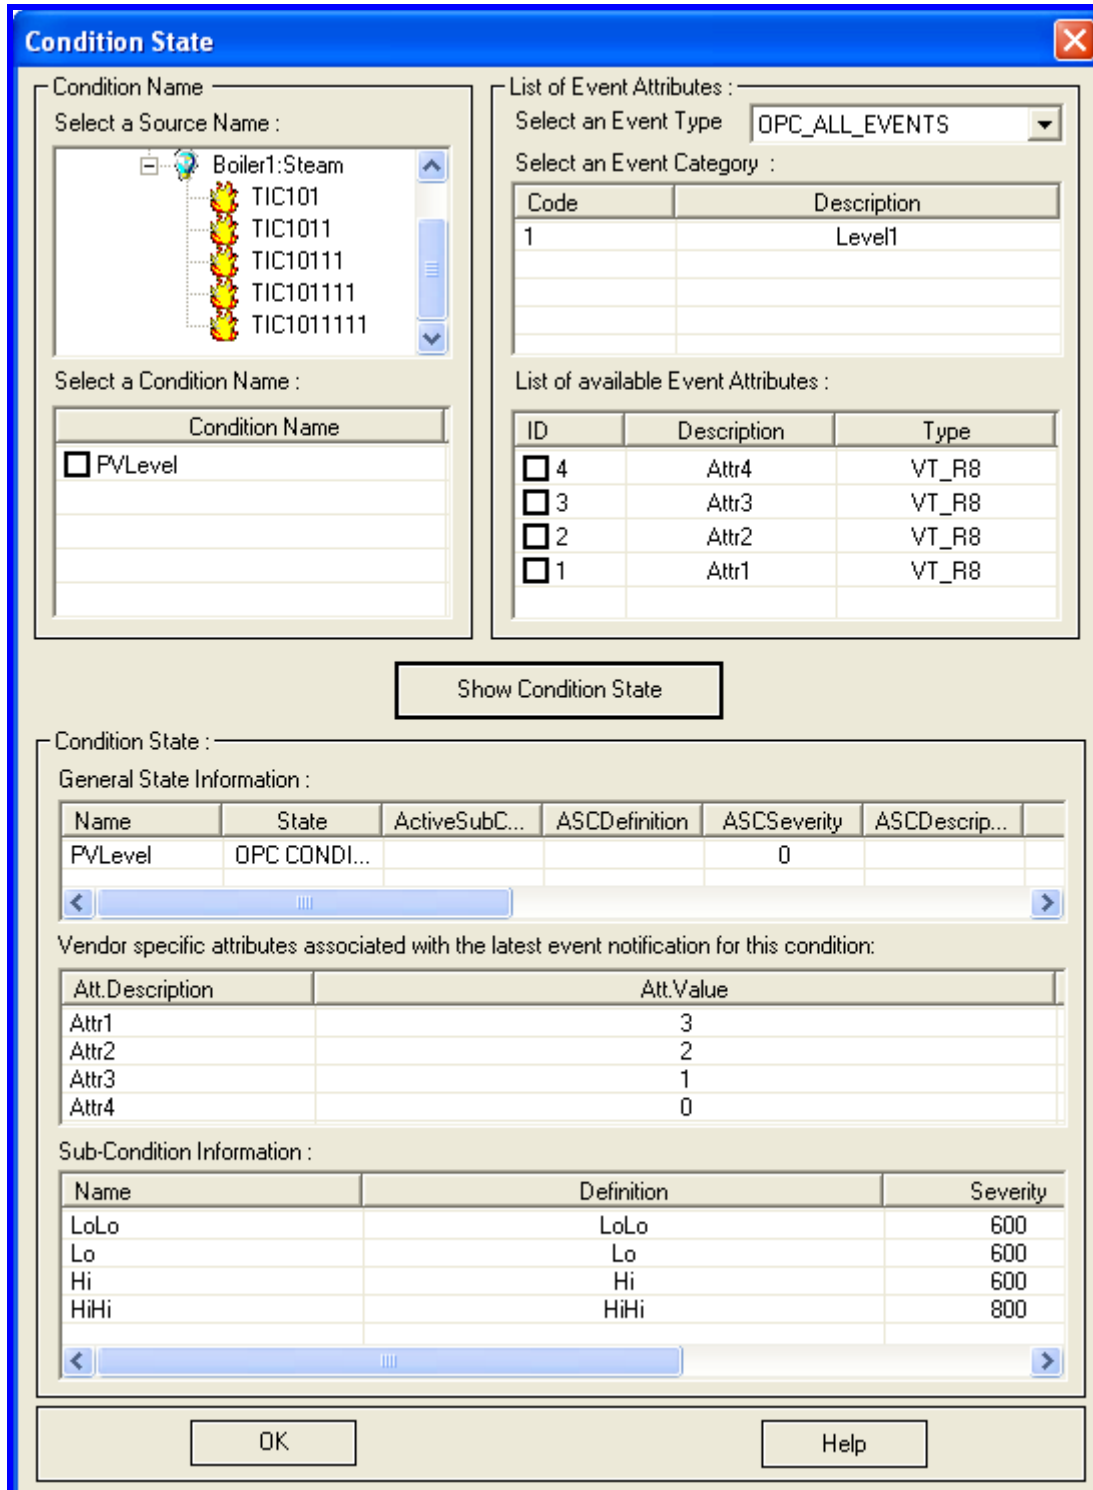 Condition State
Condition Name
Select a Source Name :
Boiler1:Steam
TIC101
TIC1011
TIC10111
TIC101111
TIC1011111
Select a Condition Name :
Condition Name
PVLevel
List of Event Attributes :
Select an Event Type OPC_ALL_EVENTS
Select an Event Category :
Code Description
1 Level1
List of available Event Attributes :
ID Description Type
4 Attr4 VT_R8
3 Attr3 VT_R8
2 Attr2 VT_R8
1 Attr1 VT_R8
Show Condition State
Condition State :
General State Information :
Name State ActiveSubC... ASCDefinition ASCSeverity ASCDescrip...
PVLevel OPC CONDI... 0
Vendor specific attributes associated with the latest event notification for this condition:
Att.Description Att.Value
Attr1 3
Attr2 2
Attr3 1
Attr4 0
Sub-Condition Information :
Name Definition Severity
LoLo LoLo 600
Lo Lo 600
Hi Hi 600
HiHi HiHi 800
OK Help